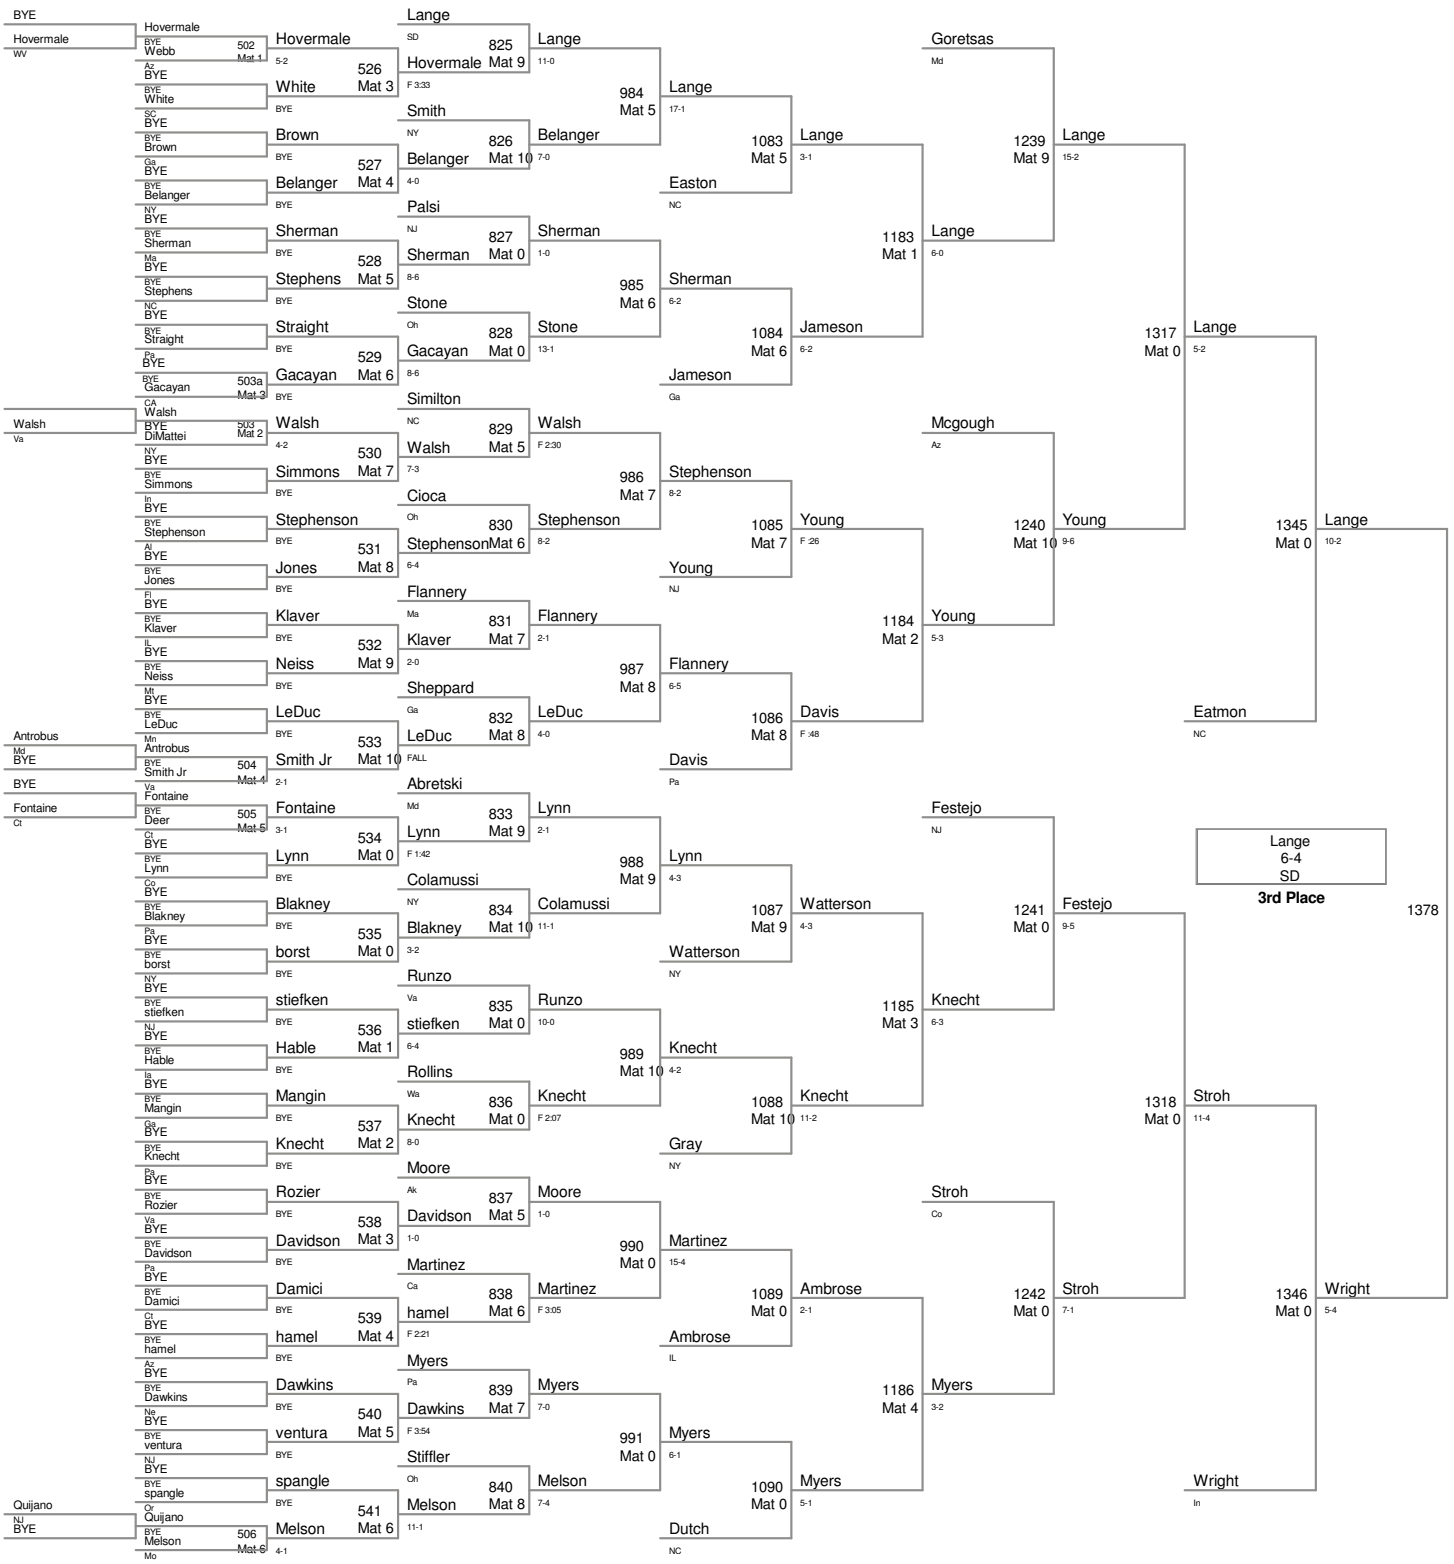 BYE
Hovermale
WV
Hovermale
BYE
Webb
502
Mat 1
Az
BYE
BYE
White
SC
BYE
BYE
Brown
Ga
BYE
BYE
Belanger
NY
BYE
BYE
Sherman
Ma
BYE
BYE
Stephens
NC
BYE
BYE
Straight
Pa
BYE
BYE
Gacayan
503a
Mat 3
CA
Walsh
Va
Walsh
BYE
DiMattei
503
Mat 2
NY
BYE
BYE
Simmons
In
BYE
BYE
Stephenson
Al
BYE
BYE
Jones
Fl
BYE
BYE
Klaver
IL
BYE
BYE
Neiss
Mt
BYE
BYE
LeDuc
Mn
Antrobus
Md
BYE
Antrobus
BYE
Smith Jr
504
Mat 4
Va
BYE
Fontaine
Ct
Fontaine
BYE
Deer
505
Mat 5
Ct
BYE
BYE
Lynn
Co
BYE
BYE
Blakney
Pa
BYE
BYE
borst
NY
BYE
BYE
stiefken
NJ
BYE
BYE
Hable
Ia
BYE
BYE
Mangin
Ga
BYE
BYE
Knecht
Pa
BYE
BYE
Rozier
Va
BYE
BYE
Davidson
Pa
BYE
BYE
Damici
Ct
BYE
BYE
hamel
Az
BYE
BYE
Dawkins
Ne
BYE
BYE
ventura
NJ
BYE
BYE
spangle
Or
Quijano
NJ
BYE
Quijano
BYE
Melson
506
Mat 6
Mo
Hovermale
5-2
526
Mat 3
White
BYE
Brown
BYE
527
Mat 4
Belanger
BYE
Sherman
BYE
528
Mat 5
Stephens
BYE
Straight
BYE
529
Mat 6
Gacayan
BYE
Walsh
4-2
530
Mat 7
Simmons
BYE
Stephenson
BYE
531
Mat 8
Jones
BYE
Klaver
BYE
532
Mat 9
Neiss
BYE
LeDuc
BYE
533
Mat 10
Smith Jr
2-1
Fontaine
3-1
534
Mat 0
Lynn
BYE
Blakney
BYE
535
Mat 0
borst
BYE
stiefken
BYE
536
Mat 1
Hable
BYE
Mangin
BYE
537
Mat 2
Knecht
BYE
Rozier
BYE
538
Mat 3
Davidson
BYE
Damici
BYE
539
Mat 4
hamel
BYE
Dawkins
BYE
540
Mat 5
ventura
BYE
spangle
BYE
541
Mat 6
Melson
4-1
Lange
SD
825
Mat 9
Hovermale
F 3:33
Smith
NY
826
Mat 10
Belanger
4-0
Palsi
NJ
827
Mat 0
Sherman
8-6
Stone
Oh
828
Mat 0
Gacayan
8-6
Similton
NC
829
Mat 5
Walsh
7-3
Cioca
Oh
830
Mat 6
Stephenson
6-4
Flannery
Ma
831
Mat 7
Klaver
2-0
Sheppard
Ga
832
Mat 8
LeDuc
FALL
Abretski
Md
833
Mat 9
Lynn
F 1:42
Colamussi
NY
834
Mat 10
Blakney
3-2
Runzo
Va
835
Mat 0
stiefken
6-4
Rollins
Wa
836
Mat 0
Knecht
8-0
Moore
Ak
837
Mat 5
Davidson
1-0
Martinez
Ca
838
Mat 6
hamel
F 2:21
Myers
Pa
839
Mat 7
Dawkins
F 3:54
Stiffler
Oh
840
Mat 8
Melson
11-1
Lange
11-0
984
Mat 5
Belanger
7-0
Sherman
1-0
985
Mat 6
Stone
13-1
Walsh
F 2:30
986
Mat 7
Stephenson
8-2
Flannery
2-1
987
Mat 8
LeDuc
4-0
Lynn
2-1
988
Mat 9
Colamussi
11-1
Runzo
10-0
989
Mat 10
Knecht
F 2:07
Moore
1-0
990
Mat 0
Martinez
F 3:05
Myers
7-0
991
Mat 0
Melson
7-4
Lange
17-1
1083
Mat 5
Easton
NC
Sherman
6-2
1084
Mat 6
Jameson
Ga
Stephenson
8-2
1085
Mat 7
Young
NJ
Flannery
6-5
1086
Mat 8
Davis
Pa
Lynn
4-3
1087
Mat 9
Watterson
NY
Knecht
4-2
1088
Mat 10
Gray
NY
Martinez
15-4
1089
Mat 0
Ambrose
IL
Myers
6-1
1090
Mat 0
Dutch
NC
Lange
3-1
1183
Mat 1
Jameson
6-2
Young
F :26
1184
Mat 2
Davis
F :48
Watterson
4-3
1185
Mat 3
Knecht
11-2
Ambrose
2-1
1186
Mat 4
Myers
5-1
Goretsas
Md
1239
Mat 9
Lange
6-0
Mcgough
Az
1240
Mat 10
Young
5-3
Festejo
NJ
1241
Mat 0
Knecht
6-3
Stroh
Co
1242
Mat 0
Myers
3-2
Lange
15-2
1317
Mat 0
Young
9-6
Festejo
9-5
1318
Mat 0
Stroh
7-1
Lange
5-2
1345
Mat 0
Eatmon
NC
Stroh
11-4
1346
Mat 0
Wright
In
Lange
10-2
1378
Wright
5-4
Lange
6-4
SD
3rd Place